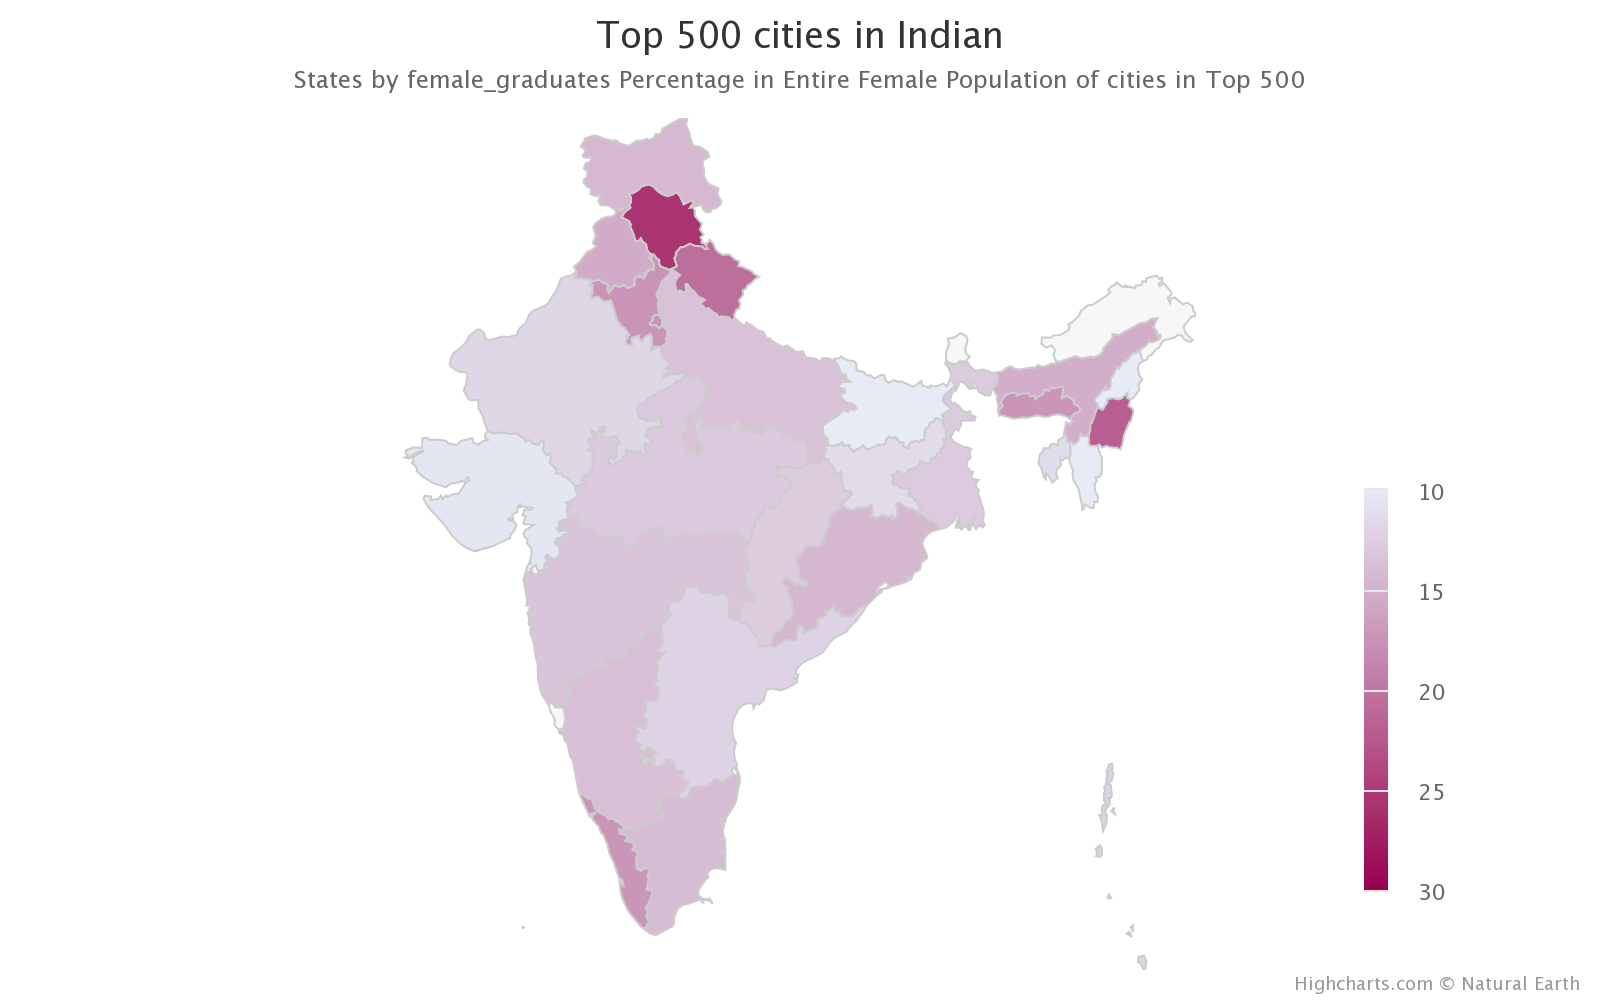 Top 500 cities in Indian
States by female_graduates Percentage in Entire Female Population of cities in Top 500
10
15
20
25
30
Highcharts.com © Natural Earth